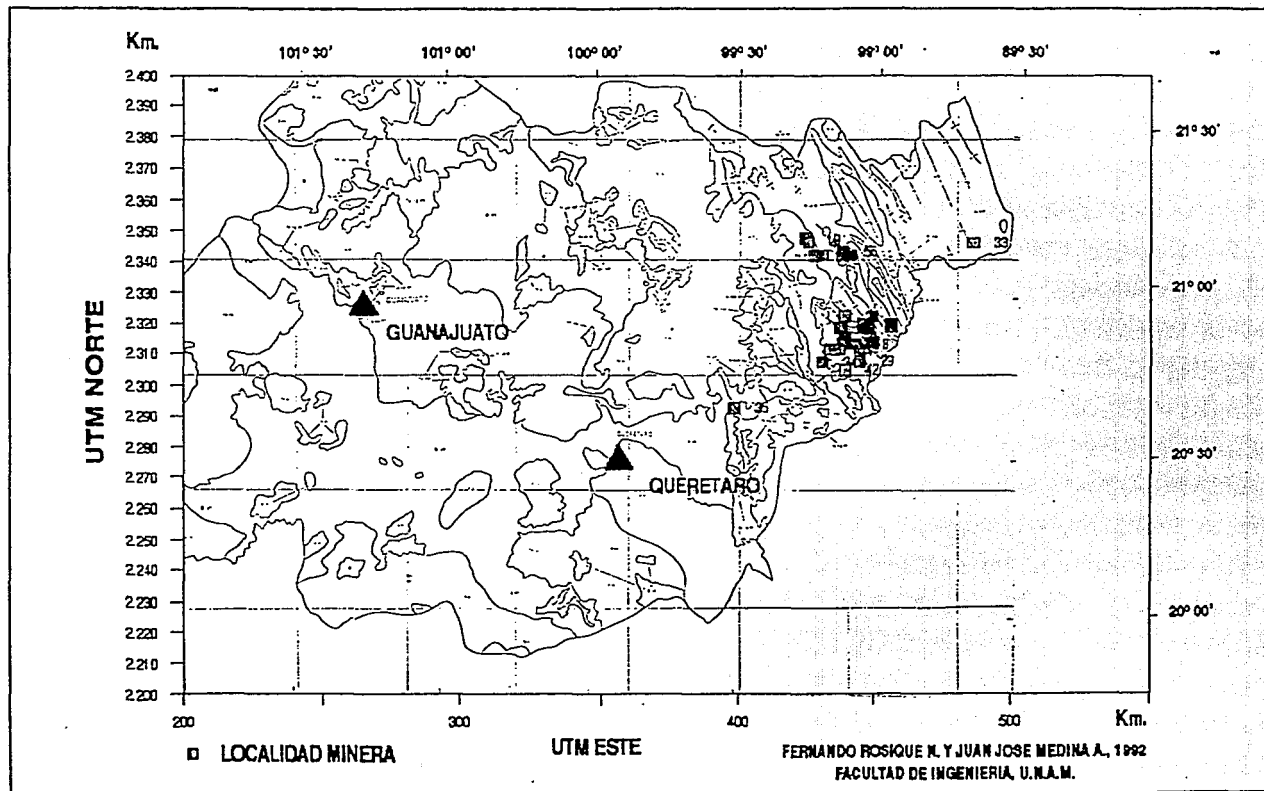 Km.
101° 30' 101° 00' 100° 00' 99° 30' 99° 00' 89° 30'
2.400
2.390
2.380
2.370
2.360
2.350
2.340
2.330
2.320
2.310
2.300
2.290
2.280
2.270
2.260
2.250
2.240
2.230
2.220
2.210
2.200
UTM NORTE
21° 30'
21° 00'
20° 30'
20° 00'
33
29
42
35
GUANAJUATO
QUERETARO
200 300 400 500 Km.
LOCALIDAD MINERA
UTM ESTE
FERNANDO ROSIQUE N. Y JUAN JOSE MEDINA A., 1992
FACULTAD DE INGENIERIA, U.N.A.M.